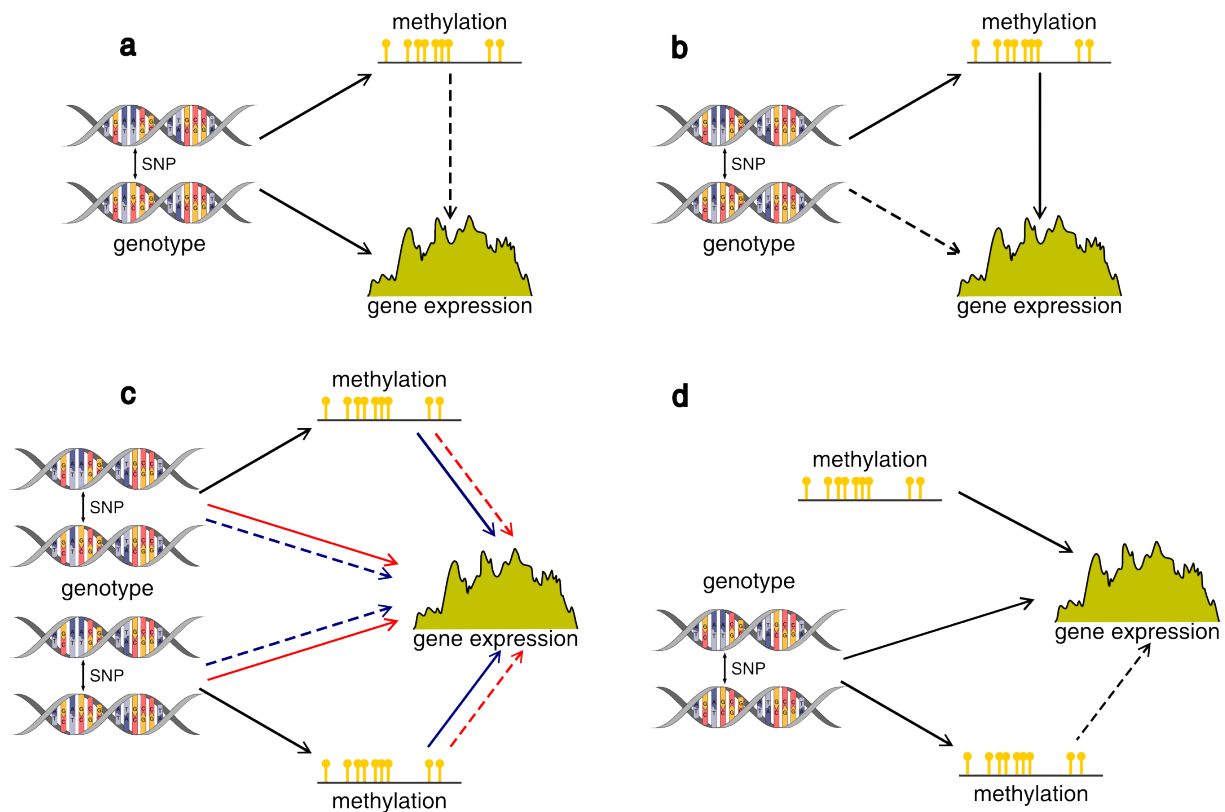 a
methylation
SNP
genotype
gene expression
b
methylation
SNP
genotype
gene expression
c
methylation
SNP
genotype
SNP
gene expression
methylation
d
methylation
genotype
SNP
gene expression
methylation